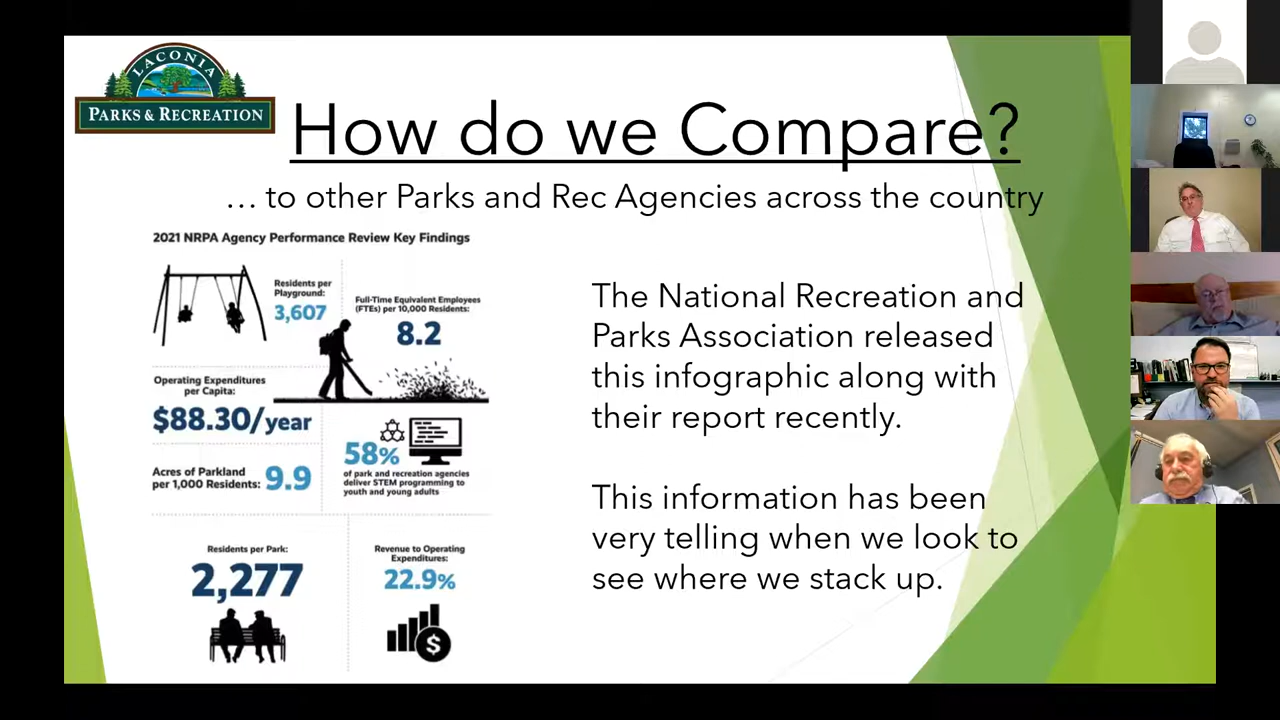 LACONIA
PARKS & RECREATION
How do we Compare?
... to other Parks and Rec Agencies across the country
2021 NRPA Agency Performance Review Key Findings
Residents per
Playground:
3,607
Full-Time Equivalent Employees
(FTEs) per 10,000 Residents:
8.2
Operating Expenditures
per Capita:
$88.30/year
58%
of park and recreation agencies
deliver STEM programming to
youth and young adults
Acres of Parkland
per 1,000 Residents: 9.9
Residents per Park:
2,277
Revenue to Operating
Expenditures:
22.9%
$
The National Recreation and
Parks Association released
this infographic along with
their report recently.
This information has been
very telling when we look to
see where we stack up.